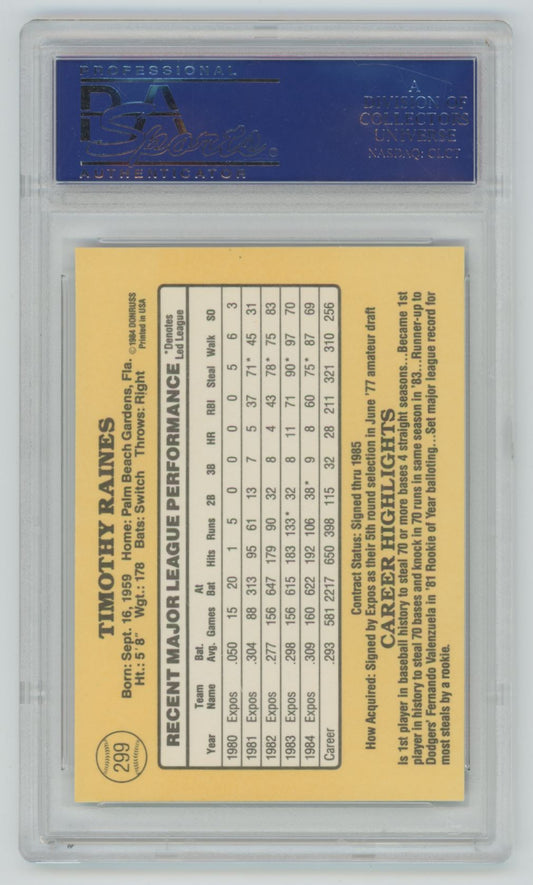 PROFESSIONAL
PSA
Sports.
AUTHENTICATOR
A
DIVISION OF
COLLECTORS
UNIVERSE
NASDAQ: CLCT
299
TIMOTHY RAINES
Born: Sept. 16, 1959 Home: Palm Beach Gardens, Fla.
Ht.: 5'8" Wgt.: 178 Bats: Switch Throws: Right
© 1984 DONRUSS
Printed in USA
RECENT MAJOR LEAGUE PERFORMANCE *Denotes Led League
Year Team Name Bat. Avg. Games At Bat Hits Runs 2B 3B HR RBI Steal Walk SO
1980 Expos .050 15 20 1 5 0 0 0 0 5 6 3
1981 Expos .304 88 313 95 61 13 7 5 37 71* 45 31
1982 Expos .277 156 647 179 90 32 8 4 43 78* 75 83
1983 Expos .298 156 615 183 133* 32 8 11 71 90* 97 70
1984 Expos .309 160 622 192 106 38* 9 8 60 75* 87 69
Career .293 581 2217 650 398 115 32 28 211 321 310 256
Contract Status: Signed thru 1985
How Acquired: Signed by Expos as their 5th round selection in June '77 amateur draft
CAREER HIGHLIGHTS
Is 1st player in baseball history to steal 70 or more bases 4 straight seasons...Became 1st
player in history to steal 70 bases and knock in 70 runs in same season in '83...Runner-up to
Dodgers' Fernando Valenzuela in '81 Rookie of Year balloting...Set major league record for
most steals by a rookie.